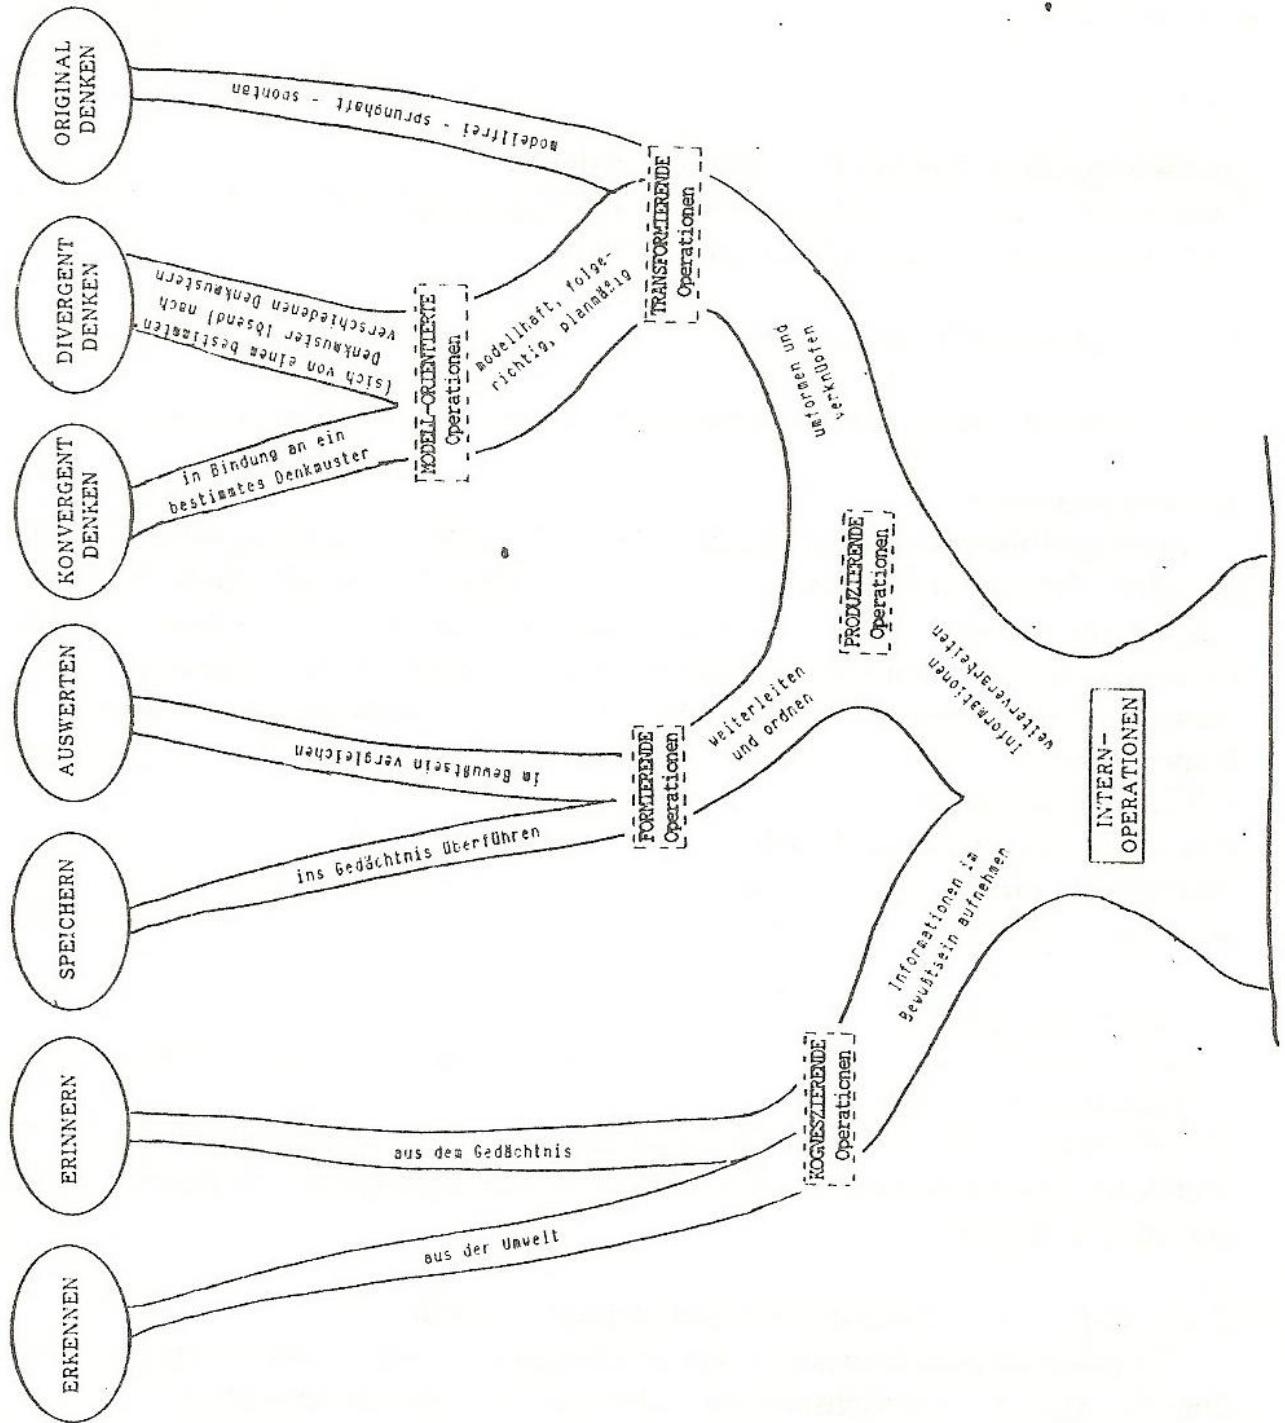 ERKENNEN
ERINNERN
SPEICHERN
AUSWERTEN
KONVERGENT
DENKEN
DIVERGENT
DENKEN
ORIGINAL
DENKEN
aus der Umwelt
aus dem Gedächtnis
ins Gedächtnis überführen
im Bewußtsein vergleichen
in Bindung an ein
bestimmtes Denkmuster
(sich von einem bestimmten
Denkmuster lösend) nach
verschiedenen Denkmustern
modellfrei - sprunghaft - spontan
MODELL-ORIENTIERTE
Operationen
modellhaft, folge-
richtig, planmäßig
FORMIERENDE
Operationen
TRANSFORMIERENDE
Operationen
weiterleiten
und ordnen
umformen und
verknüpfen
KOGNESZIERENDE
Operationen
PRODUZIERENDE
Operationen
Informationen im
Bewußtsein aufnehmen
Informationen
weiterverarbeiten
INTERN-
OPERATIONEN